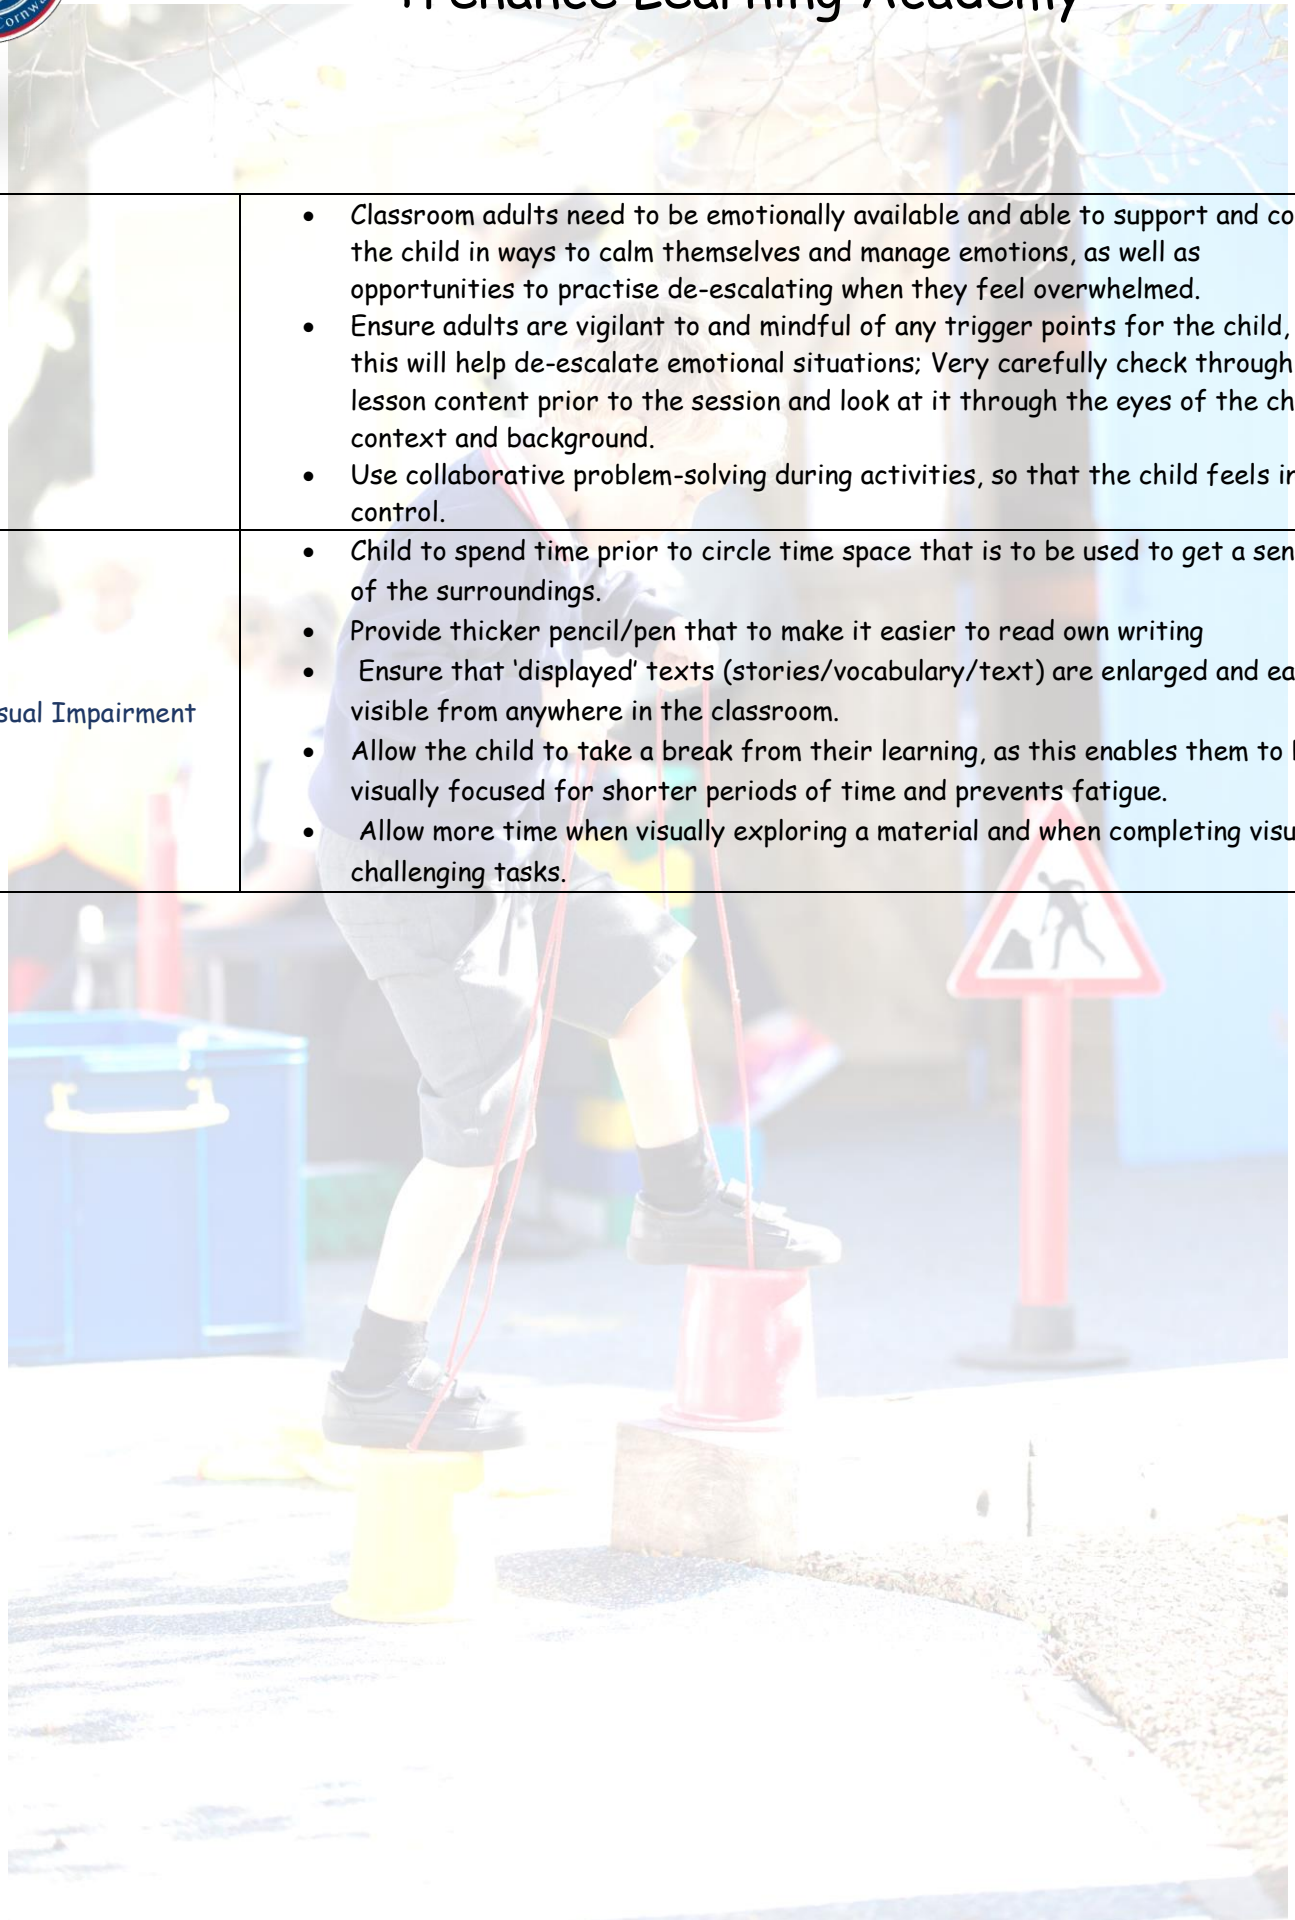 Cornwa
Trenance Learning Academy
• Classroom adults need to be emotionally available and able to support and co
the child in ways to calm themselves and manage emotions, as well as
opportunities to practise de-escalating when they feel overwhelmed.
• Ensure adults are vigilant to and mindful of any trigger points for the child,
this will help de-escalate emotional situations; Very carefully check through
lesson content prior to the session and look at it through the eyes of the ch
context and background.
• Use collaborative problem-solving during activities, so that the child feels in
control.
sual Impairment
• Child to spend time prior to circle time space that is to be used to get a sen
of the surroundings.
• Provide thicker pencil/pen that to make it easier to read own writing
• Ensure that ‘displayed’ texts (stories/vocabulary/text) are enlarged and ea
visible from anywhere in the classroom.
• Allow the child to take a break from their learning, as this enables them to
visually focused for shorter periods of time and prevents fatigue.
• Allow more time when visually exploring a material and when completing visu
challenging tasks.